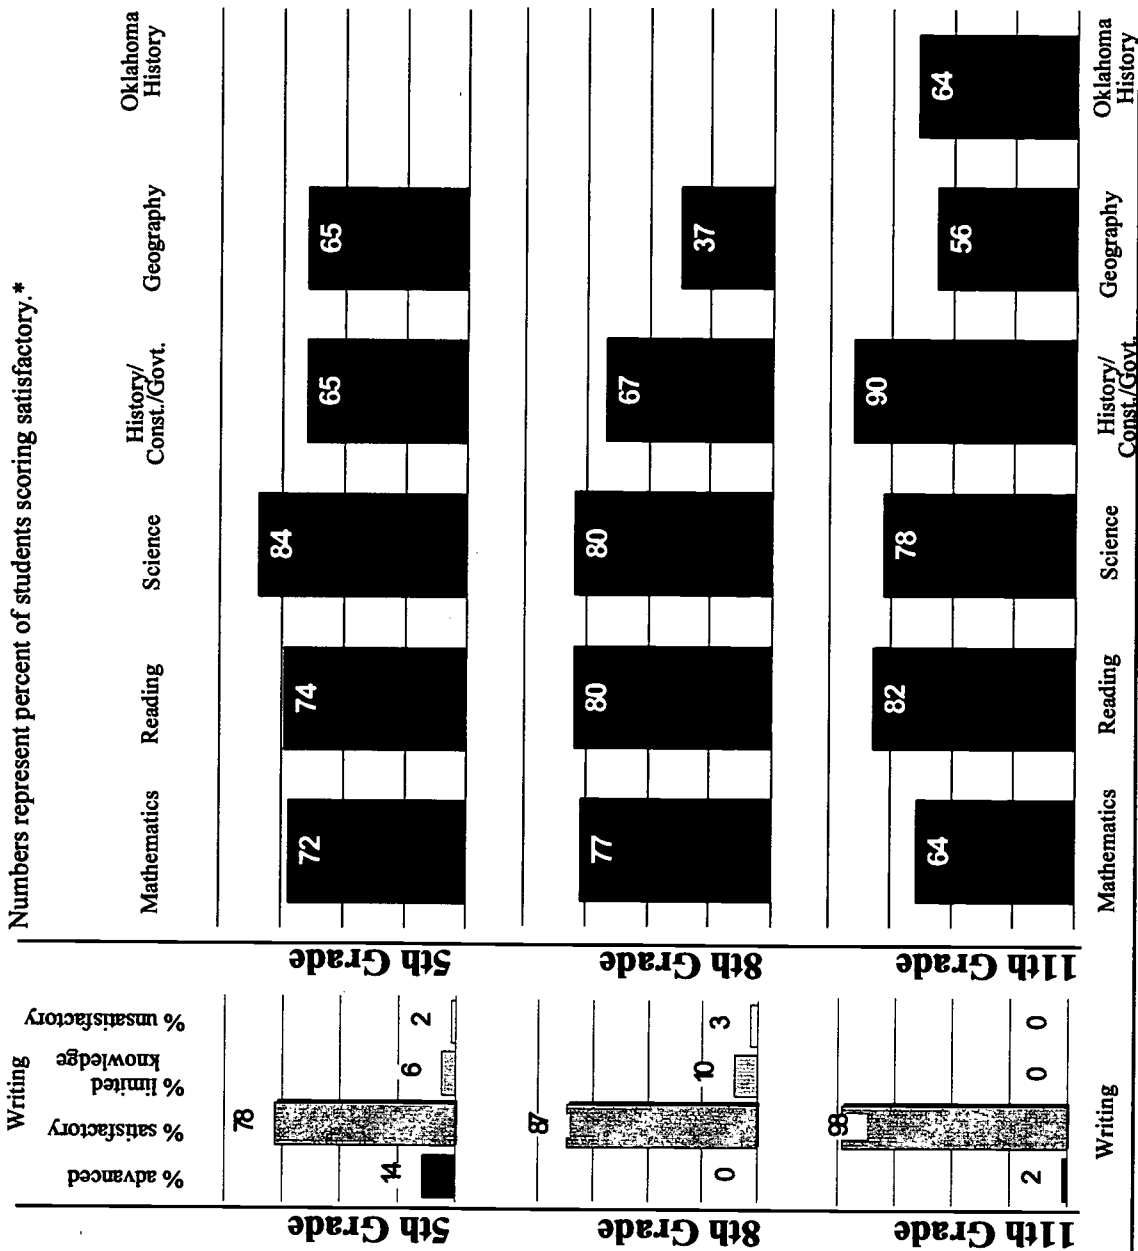 Numbers represent percent of students scoring satisfactory.*
Writing
% advanced
% satisfactory
% limited knowledge
% unsatisfactory
Mathematics
Reading
Science
History/
Const./Govt.
Geography
Oklahoma
History
5th Grade
14
78
6
2
5th Grade
72
74
84
65
65
8th Grade
0
87
10
3
8th Grade
77
80
80
67
37
11th Grade
2
98
0
0
11th Grade
64
82
78
90
56
64
Writing
Mathematics
Reading
Science
History/
Const./Govt.
Geography
Oklahoma
History